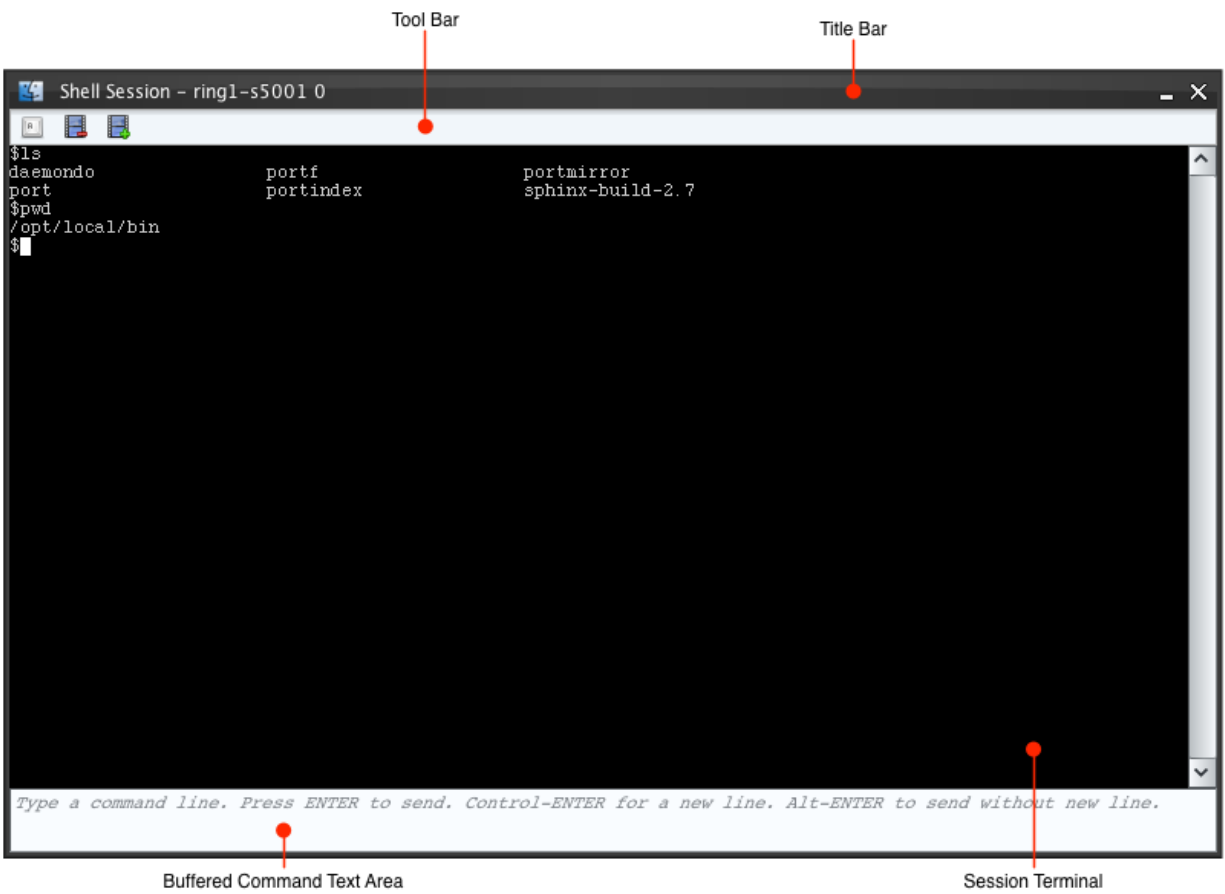 Tool Bar
Title Bar
Shell Session – ring1-s5001 0
A
$ls
daemondo portf portmirror
port portindex sphinx-build-2.7
$pwd
/opt/local/bin
$
Type a command line. Press ENTER to send. Control-ENTER for a new line. Alt-ENTER to send without new line.
Buffered Command Text Area
Session Terminal